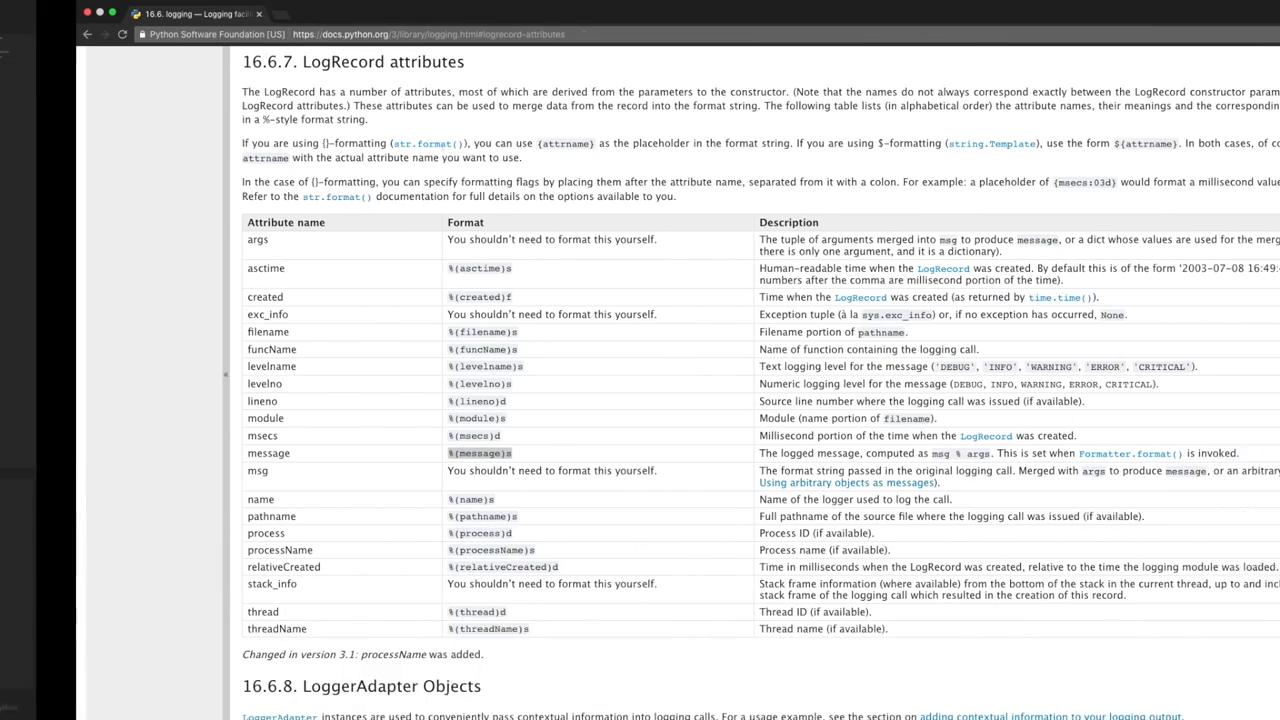 16.6. logging — Logging facil
Python Software Foundation [US] https://docs.python.org/3/library/logging.html#logrecord-attributes
16.6.7. LogRecord attributes
The LogRecord has a number of attributes, most of which are derived from the parameters to the constructor. (Note that the names do not always correspond exactly between the LogRecord constructor param
LogRecord attributes.) These attributes can be used to merge data from the record into the format string. The following table lists (in alphabetical order) the attribute names, their meanings and the correspondin
in a %-style format string.
If you are using {}-formatting (str.format()), you can use {attrname} as the placeholder in the format string. If you are using $-formatting (string.Template), use the form ${attrname}. In both cases, of co
attrname with the actual attribute name you want to use.
In the case of {}-formatting, you can specify formatting flags by placing them after the attribute name, separated from it with a colon. For example: a placeholder of {msecs:03d} would format a millisecond value
Refer to the str.format() documentation for full details on the options available to you.
Attribute name Format Description
args You shouldn't need to format this yourself. The tuple of arguments merged into msg to produce message, or a dict whose values are used for the merg
there is only one argument, and it is a dictionary).
asctime %(asctime)s Human-readable time when the LogRecord was created. By default this is of the form '2003-07-08 16:49:
numbers after the comma are millisecond portion of the time).
created %(created)f Time when the LogRecord was created (as returned by time.time()).
exc_info You shouldn't need to format this yourself. Exception tuple (à la sys.exc_info) or, if no exception has occurred, None.
filename %(filename)s Filename portion of pathname.
funcName %(funcName)s Name of function containing the logging call.
levelname %(levelname)s Text logging level for the message ('DEBUG', 'INFO', 'WARNING', 'ERROR', 'CRITICAL').
levelno %(levelno)s Numeric logging level for the message (DEBUG, INFO, WARNING, ERROR, CRITICAL).
lineno %(lineno)d Source line number where the logging call was issued (if available).
module %(module)s Module (name portion of filename).
msecs %(msecs)d Millisecond portion of the time when the LogRecord was created.
message %(message)s The logged message, computed as msg % args. This is set when Formatter.format() is invoked.
msg You shouldn't need to format this yourself. The format string passed in the original logging call. Merged with args to produce message, or an arbitrary
Using arbitrary objects as messages).
name %(name)s Name of the logger used to log the call.
pathname %(pathname)s Full pathname of the source file where the logging call was issued (if available).
process %(process)d Process ID (if available).
processName %(processName)s Process name (if available).
relativeCreated %(relativeCreated)d Time in milliseconds when the LogRecord was created, relative to the time the logging module was loaded.
stack_info You shouldn't need to format this yourself. Stack frame information (where available) from the bottom of the stack in the current thread, up to and incl
stack frame of the logging call which resulted in the creation of this record.
thread %(thread)d Thread ID (if available).
threadName %(threadName)s Thread name (if available).
Changed in version 3.1: processName was added.
16.6.8. LoggerAdapter Objects
LoggerAdapter instances are used to conveniently pass contextual information into logging calls. For a usage example, see the section on adding contextual information to your logging output.